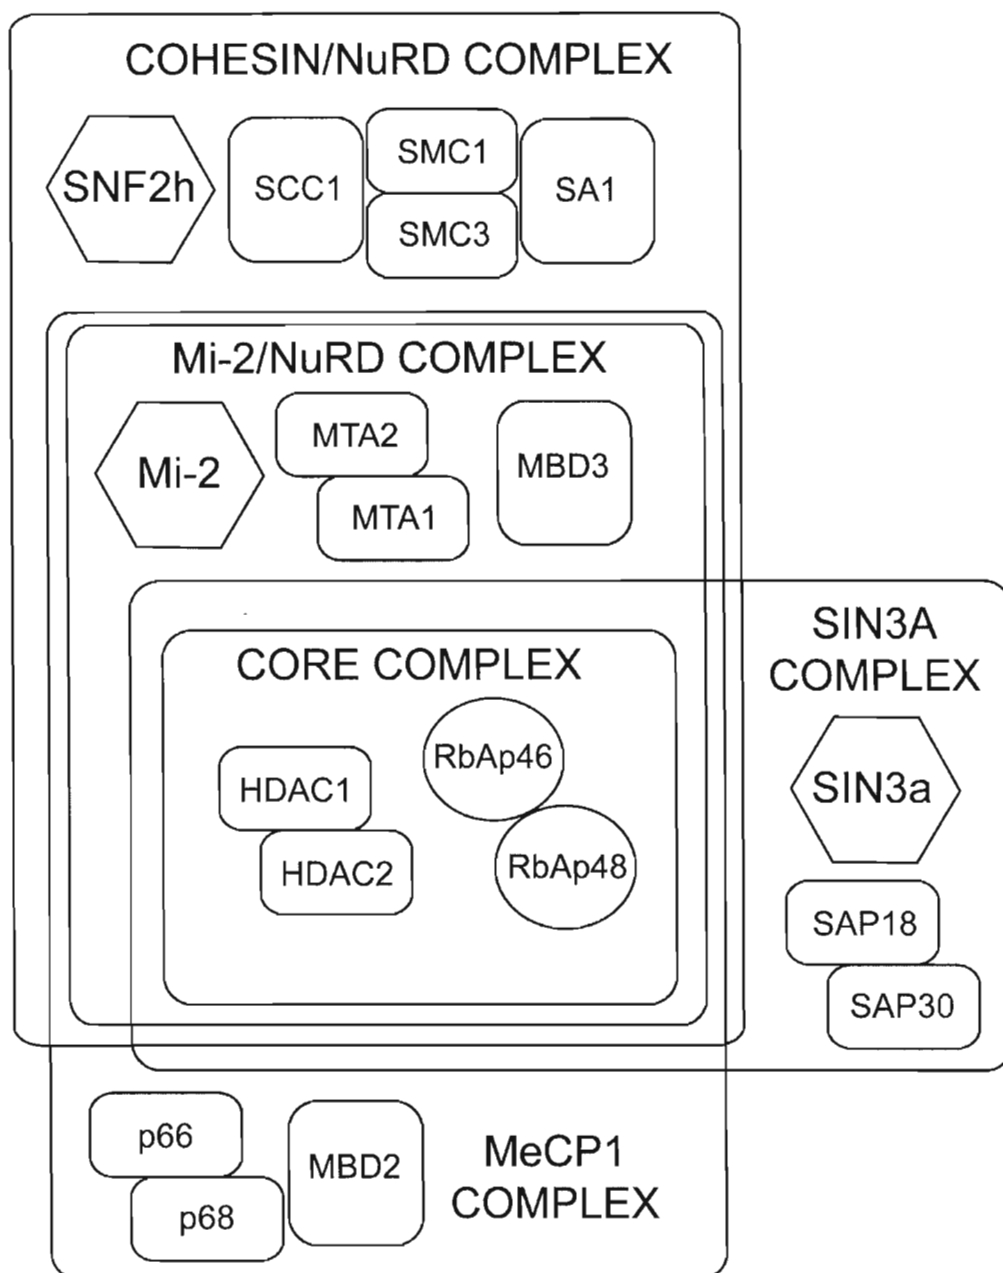 COHESIN/NuRD COMPLEX
SNF2h
SCC1
SMC1
SMC3
SA1
Mi-2/NuRD COMPLEX
Mi-2
MTA2
MTA1
MBD3
SIN3A
COMPLEX
CORE COMPLEX
HDAC1
HDAC2
RbAp46
RbAp48
SIN3a
SAP18
SAP30
p66
p68
MBD2
MeCP1
COMPLEX